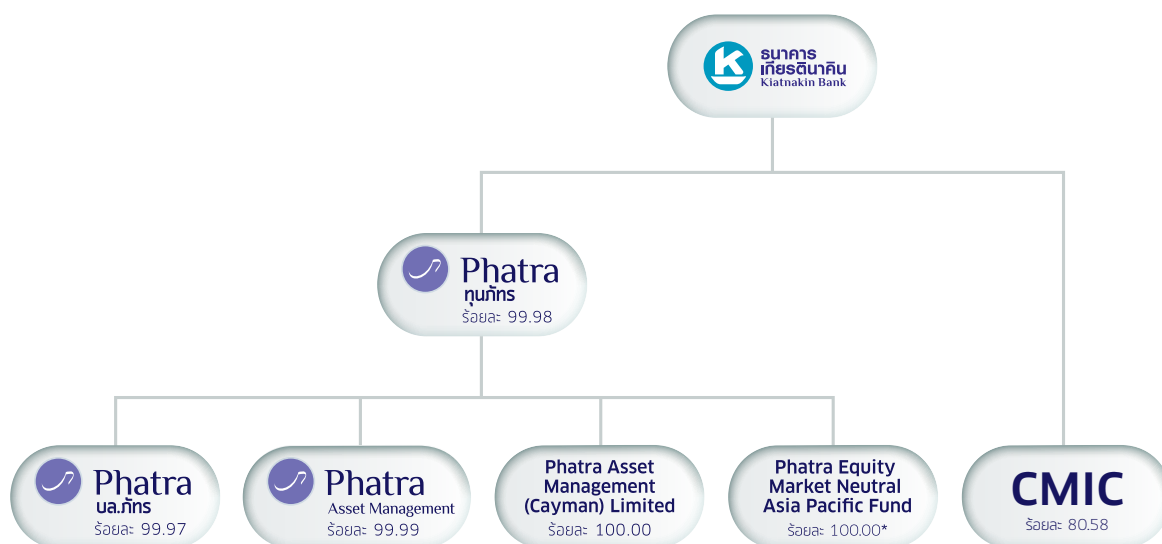 ธนาคาร
เกียรตินาคิน
Kiatnakin Bank
Phatra
ทุนภัทร
ร้อยละ 99.98
Phatra
บล.ภัทร
ร้อยละ 99.97
Phatra
Asset Management
ร้อยละ 99.99
Phatra Asset
Management
(Cayman) Limited
ร้อยละ 100.00
Phatra Equity
Market Neutral
Asia Pacific Fund
ร้อยละ 100.00*
CMIC
ร้อยละ 80.58